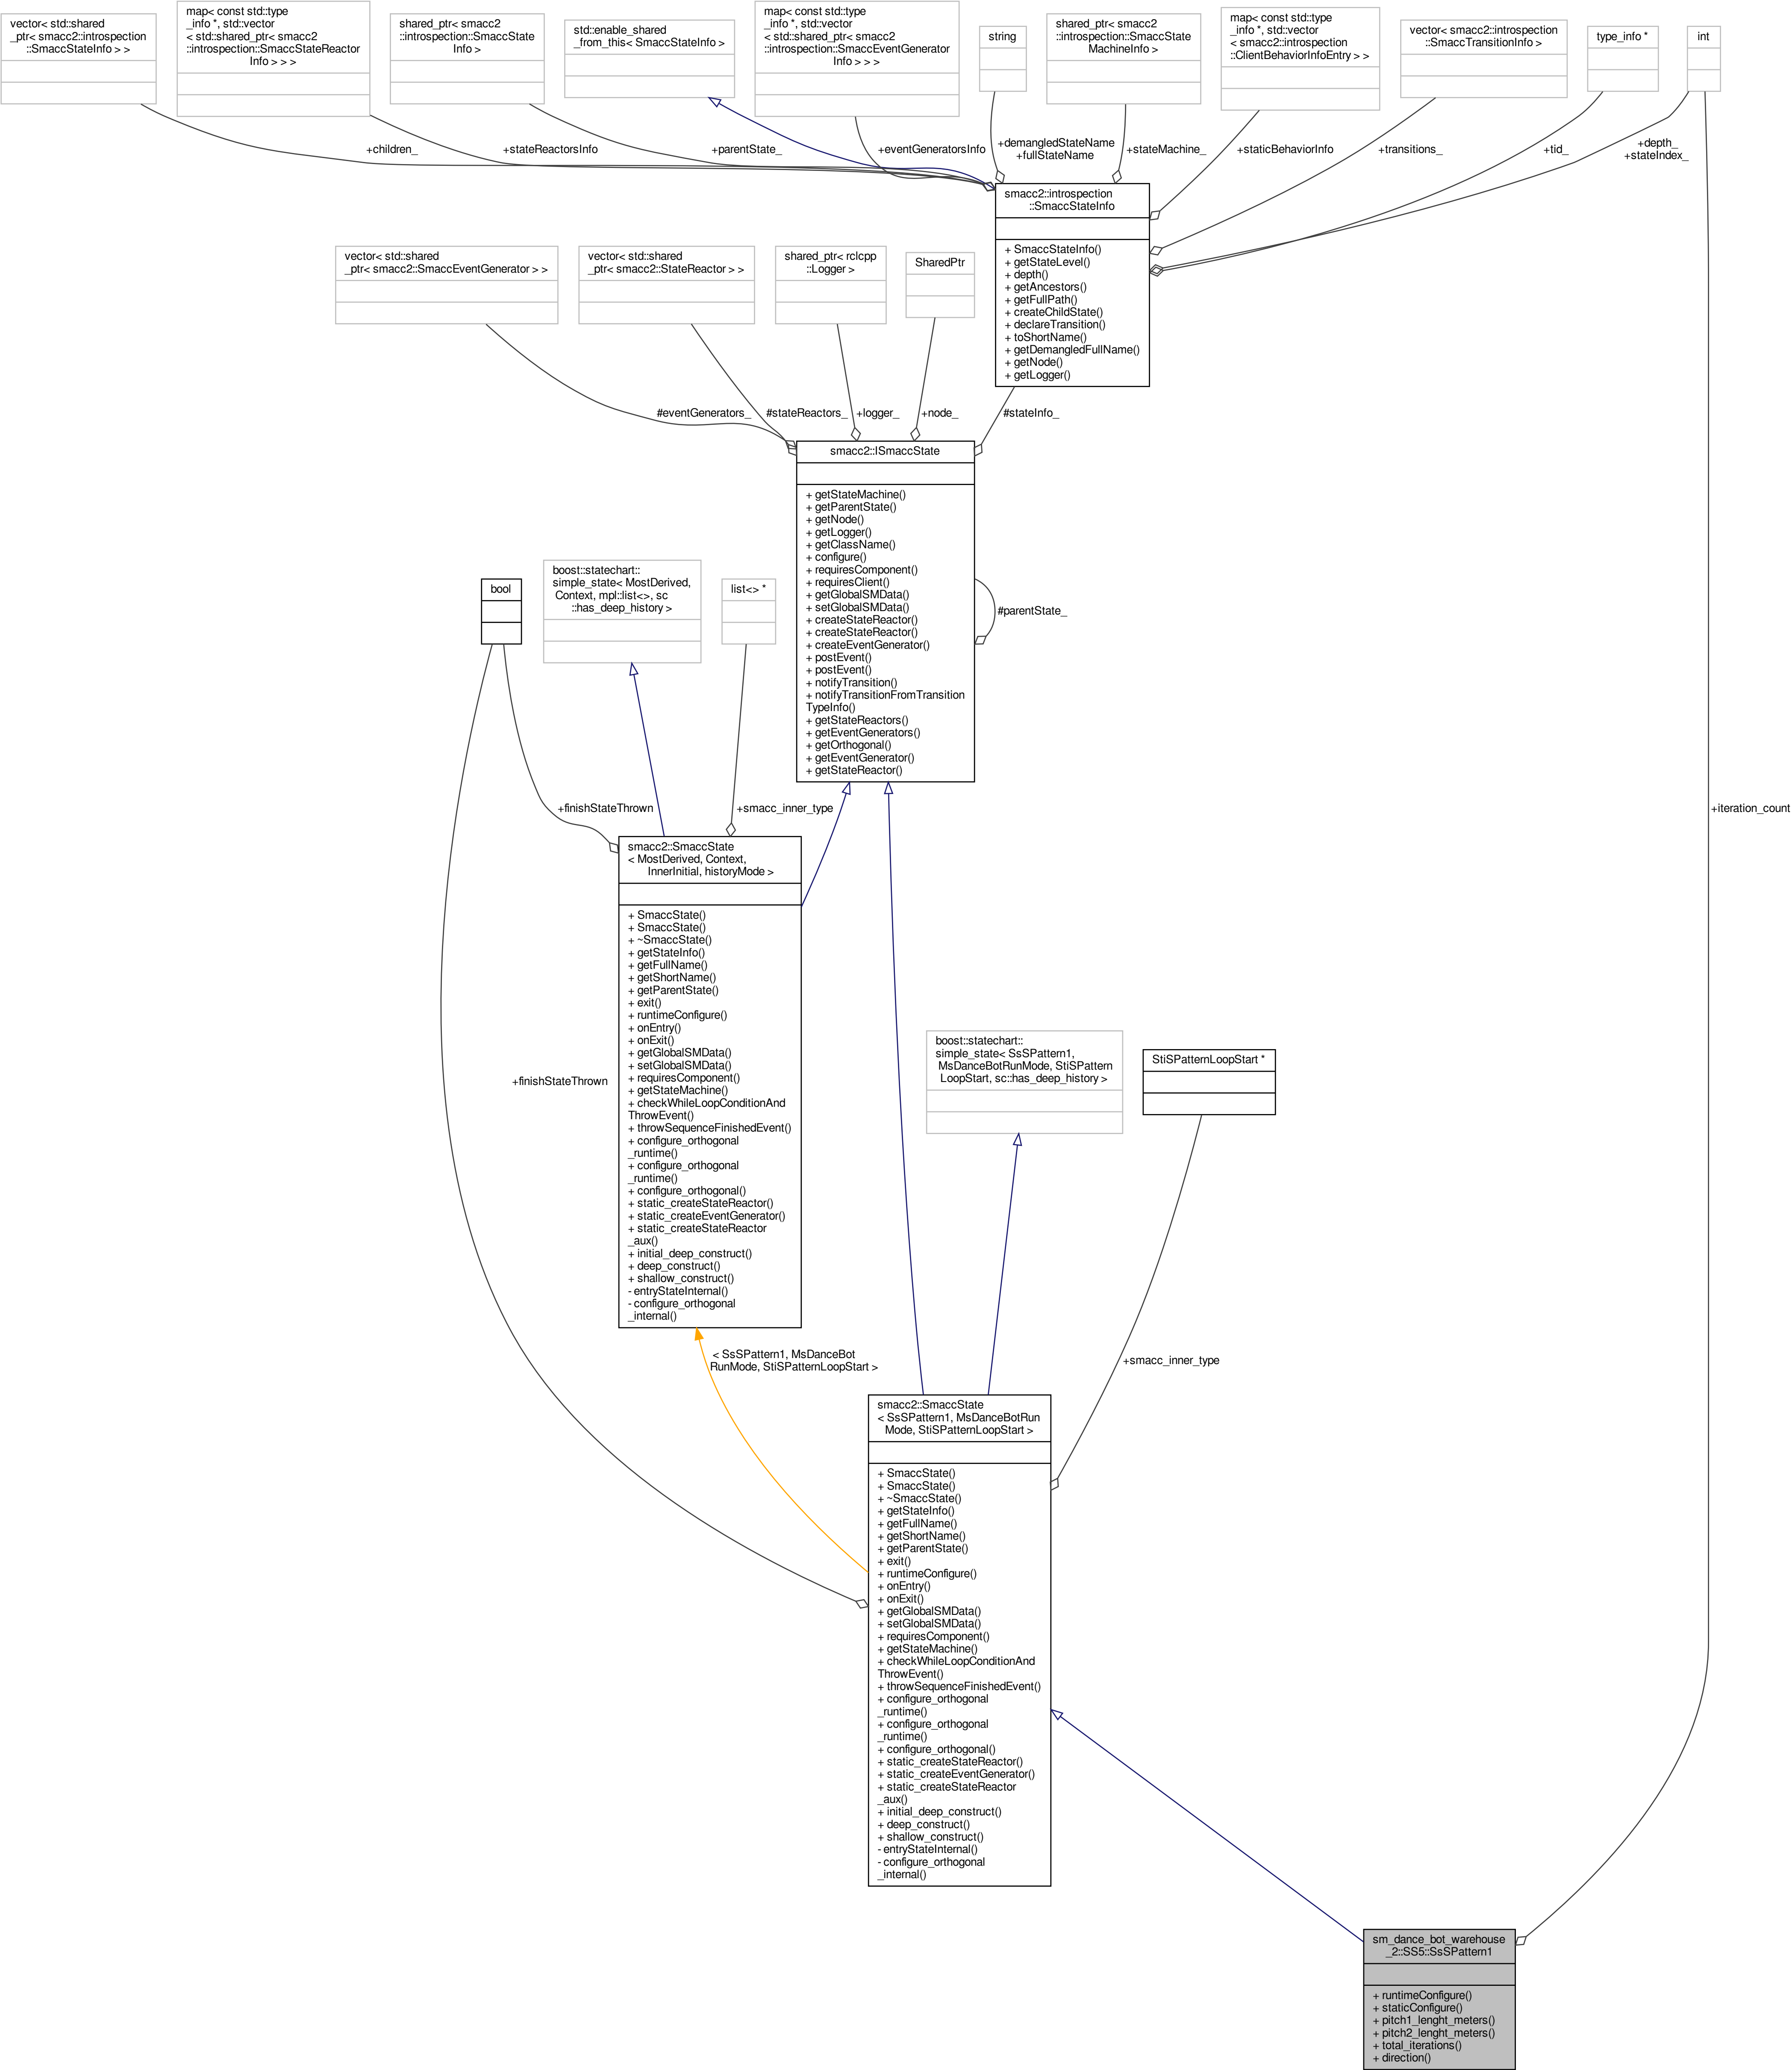 vector< std::shared
_ptr< smacc2::introspection
::SmaccStateInfo > >
map< const std::type
_info *, std::vector
< std::shared_ptr< smacc2
::introspection::SmaccStateReactor
Info > > >
shared_ptr< smacc2
::introspection::SmaccState
Info >
std::enable_shared
_from_this< SmaccStateInfo >
map< const std::type
_info *, std::vector
< std::shared_ptr< smacc2
::introspection::SmaccEventGenerator
Info > > >
string
shared_ptr< smacc2
::introspection::SmaccState
MachineInfo >
map< const std::type
_info *, std::vector
< smacc2::introspection
::ClientBehaviorInfoEntry > >
vector< smacc2::introspection
::SmaccTransitionInfo >
type_info *
int
+children_
+stateReactorsInfo
+parentState_
+eventGeneratorsInfo
+demangledStateName
+fullStateName
+stateMachine_
+staticBehaviorInfo
+transitions_
+tid_
+depth_
+stateIndex_
smacc2::introspection
::SmaccStateInfo
+ SmaccStateInfo()
+ getStateLevel()
+ depth()
+ getAncestors()
+ getFullPath()
+ createChildState()
+ declareTransition()
+ toShortName()
+ getDemangledFullName()
+ getNode()
+ getLogger()
vector< std::shared
_ptr< smacc2::SmaccEventGenerator > >
vector< std::shared
_ptr< smacc2::StateReactor > >
shared_ptr< rclcpp
::Logger >
SharedPtr
#eventGenerators_
#stateReactors_
+logger_
+node_
#stateInfo_
smacc2::ISmaccState
+ getStateMachine()
+ getParentState()
+ getNode()
+ getLogger()
+ getClassName()
+ configure()
+ requiresComponent()
+ requiresClient()
+ getGlobalSMData()
+ setGlobalSMData()
+ createStateReactor()
+ createStateReactor()
+ createEventGenerator()
+ postEvent()
+ postEvent()
+ notifyTransition()
+ notifyTransitionFromTransition
TypeInfo()
+ getStateReactors()
+ getEventGenerators()
+ getOrthogonal()
+ getEventGenerator()
+ getStateReactor()
#parentState_
bool
boost::statechart::
simple_state< MostDerived,
Context, mpl::list<>, sc
::has_deep_history >
list<> *
+finishStateThrown
+smacc_inner_type
+iteration_count
smacc2::SmaccState
< MostDerived, Context,
InnerInitial, historyMode >
+ SmaccState()
+ SmaccState()
+ ~SmaccState()
+ getStateInfo()
+ getFullName()
+ getShortName()
+ getParentState()
+ exit()
+ runtimeConfigure()
+ onEntry()
+ onExit()
+ getGlobalSMData()
+ setGlobalSMData()
+ requiresComponent()
+ getStateMachine()
+ checkWhileLoopConditionAnd
ThrowEvent()
+ throwSequenceFinishedEvent()
+ configure_orthogonal
_runtime()
+ configure_orthogonal
_runtime()
+ configure_orthogonal()
+ static_createStateReactor()
+ static_createEventGenerator()
+ static_createStateReactor
_aux()
+ initial_deep_construct()
+ deep_construct()
+ shallow_construct()
- entryStateInternal()
- configure_orthogonal
_internal()
+finishStateThrown
boost::statechart::
simple_state< SsSPattern1,
MsDanceBotRunMode, StiSPattern
LoopStart, sc::has_deep_history >
StiSPatternLoopStart *
< SsSPattern1, MsDanceBot
RunMode, StiSPatternLoopStart >
+smacc_inner_type
smacc2::SmaccState
< SsSPattern1, MsDanceBotRun
Mode, StiSPatternLoopStart >
+ SmaccState()
+ SmaccState()
+ ~SmaccState()
+ getStateInfo()
+ getFullName()
+ getShortName()
+ getParentState()
+ exit()
+ runtimeConfigure()
+ onEntry()
+ onExit()
+ getGlobalSMData()
+ setGlobalSMData()
+ requiresComponent()
+ getStateMachine()
+ checkWhileLoopConditionAnd
ThrowEvent()
+ throwSequenceFinishedEvent()
+ configure_orthogonal
_runtime()
+ configure_orthogonal
_runtime()
+ configure_orthogonal()
+ static_createStateReactor()
+ static_createEventGenerator()
+ static_createStateReactor
_aux()
+ initial_deep_construct()
+ deep_construct()
+ shallow_construct()
- entryStateInternal()
- configure_orthogonal
_internal()
sm_dance_bot_warehouse
_2::SS5::SsSPattern1
+ runtimeConfigure()
+ staticConfigure()
+ pitch1_lenght_meters()
+ pitch2_lenght_meters()
+ total_iterations()
+ direction()